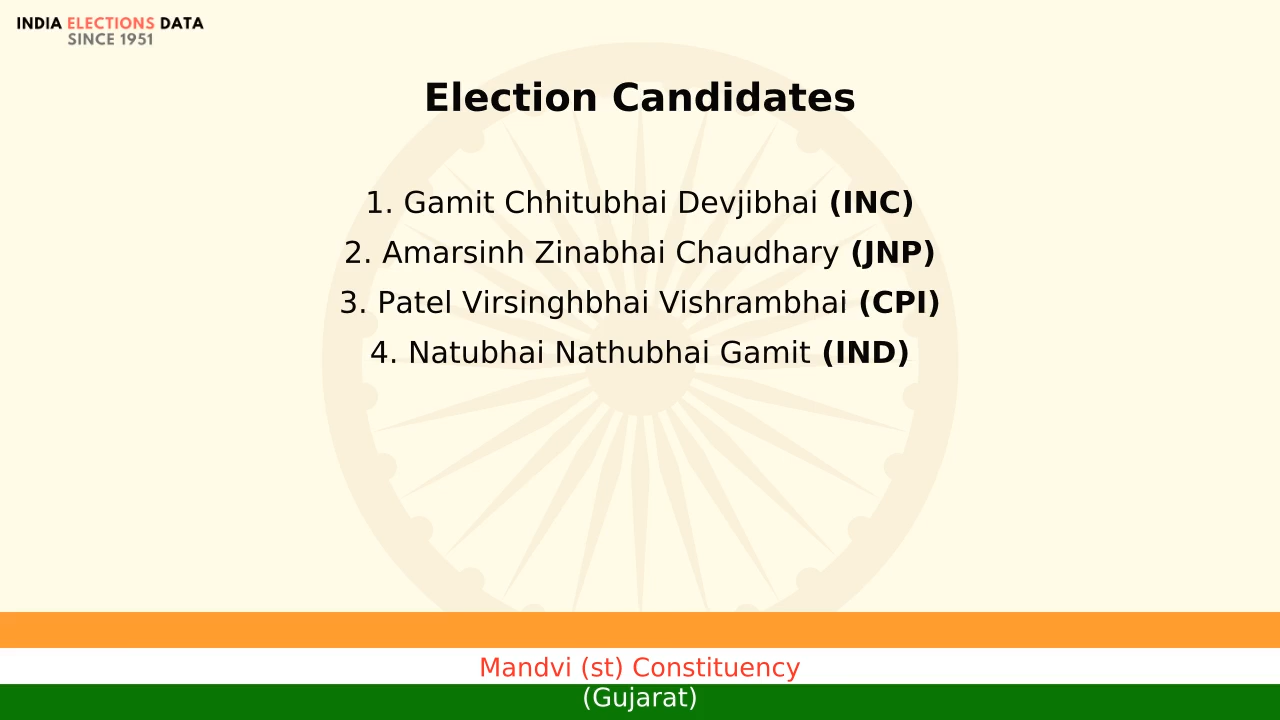 INDIA ELECTIONS DATA
SINCE 1951
Election Candidates
1. Gamit Chhitubhai Devjibhai (INC)
2. Amarsinh Zinabhai Chaudhary (JNP)
3. Patel Virsinghbhai Vishrambhai (CPI)
4. Natubhai Nathubhai Gamit (IND)
Mandvi (st) Constituency
(Gujarat)